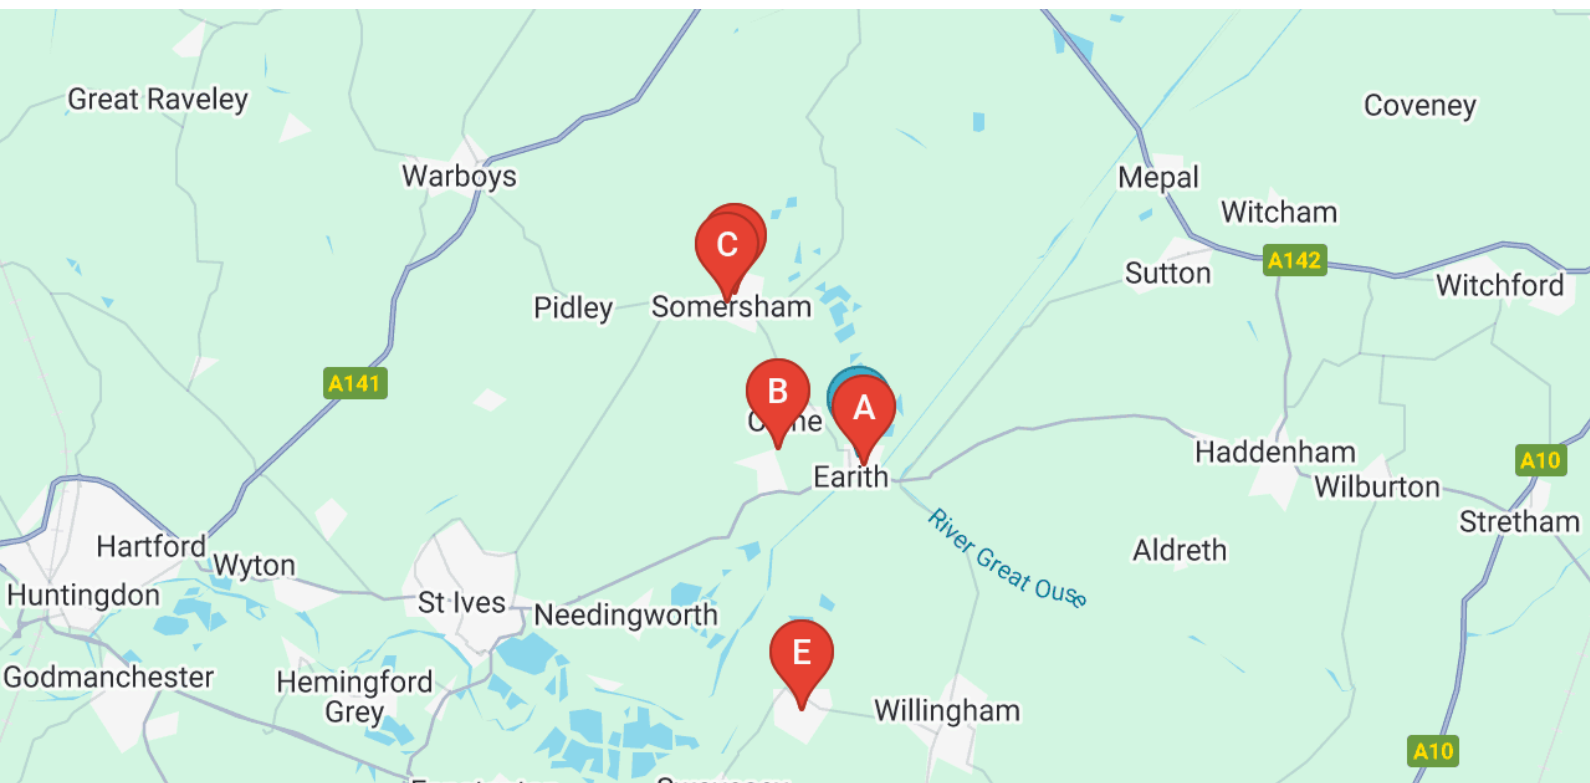 Great Raveley
Coveney
Warboys
Mepal
Witcham
C
A142
Sutton
Witchford
Pidley
Somersham
A141
B
A
Haddenham
A10
Earith
Wilburton
River Great Ouse
Stretham
Hartford
Wyton
Aldreth
Huntingdon
St Ives
Needingworth
E
Godmanchester
Hemingford
Grey
Willingham
A10